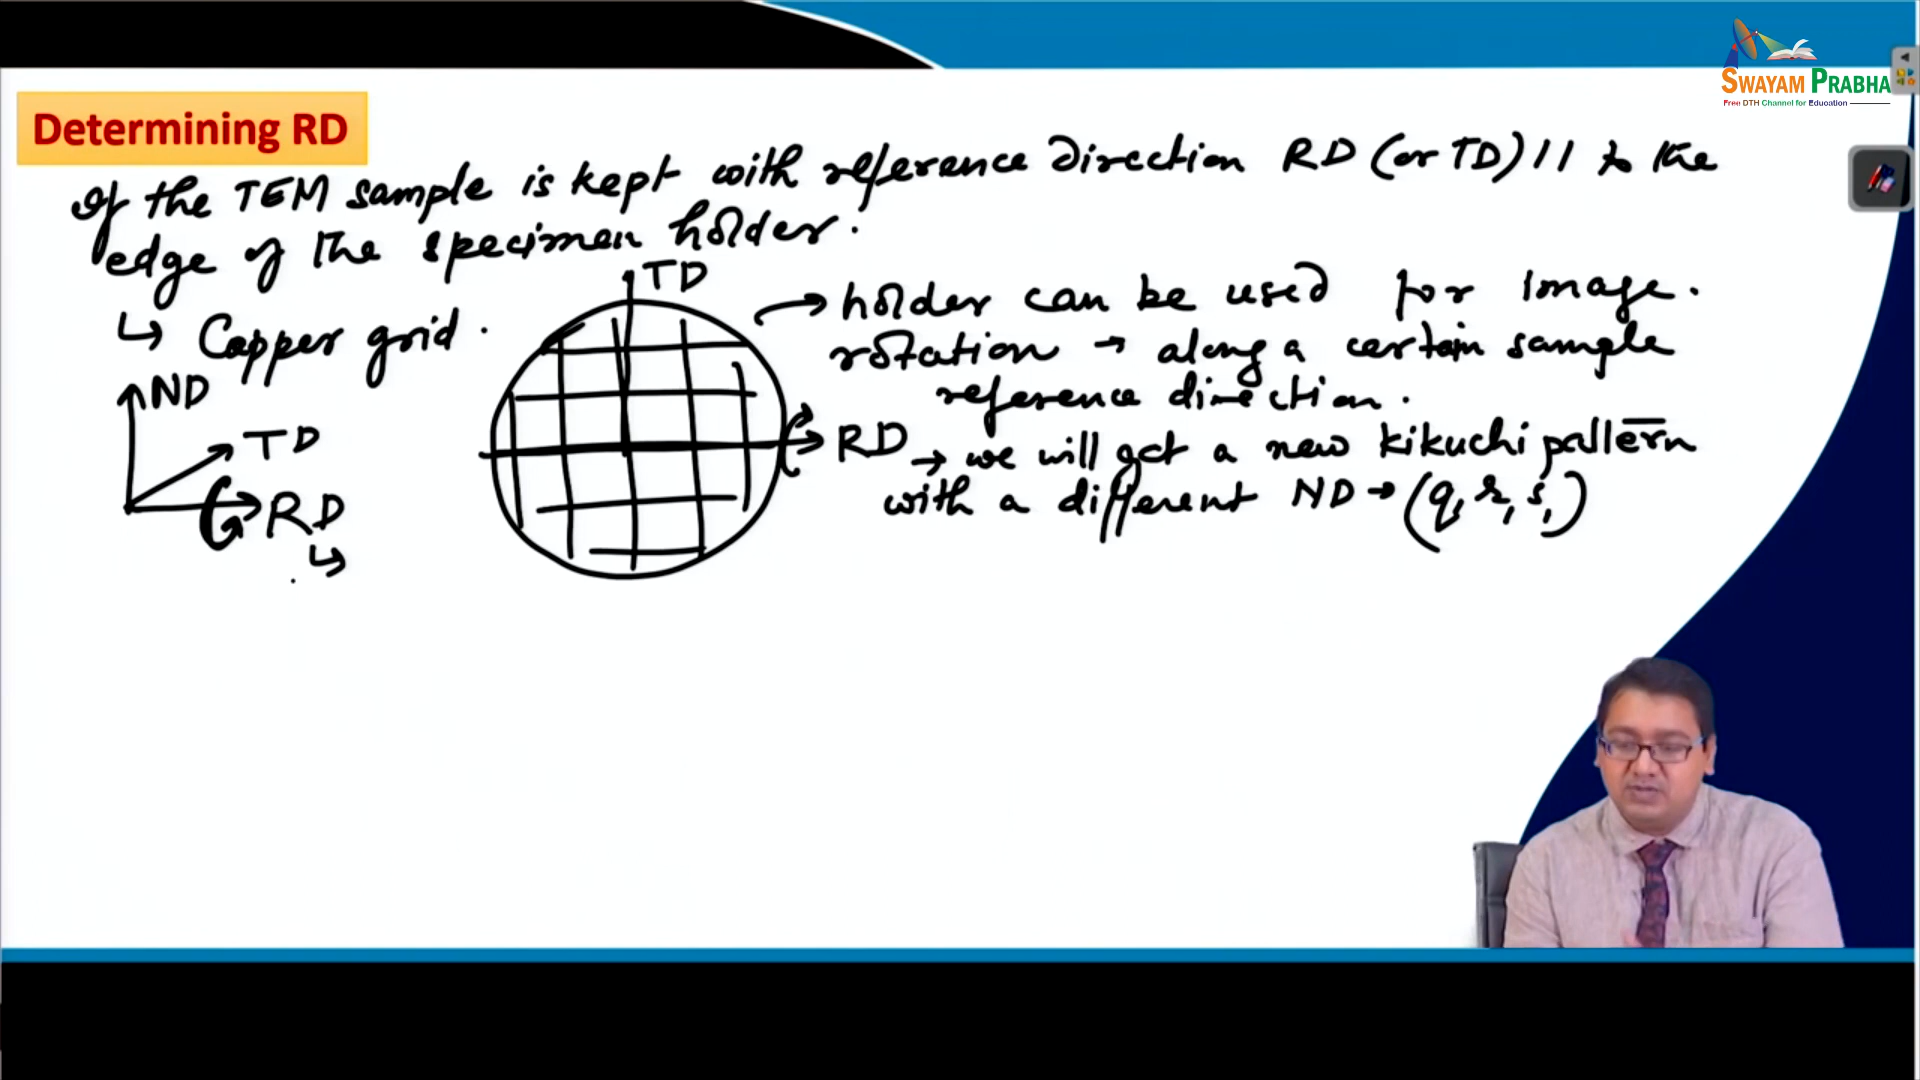 SWAYAM PRABHA
Free DTH Channel for Education
Determining RD
If the TEM sample is kept with reference direction RD (or TD) // to the
edge of the specimen holder.
↳ Copper grid.
TD
→ holder can be used for image.
rotation → along a certain sample
reference direction.
ND
TD
RD
↳
RD
→ we will get a new kikuchi pattern
with a different ND → (q, r, s,)